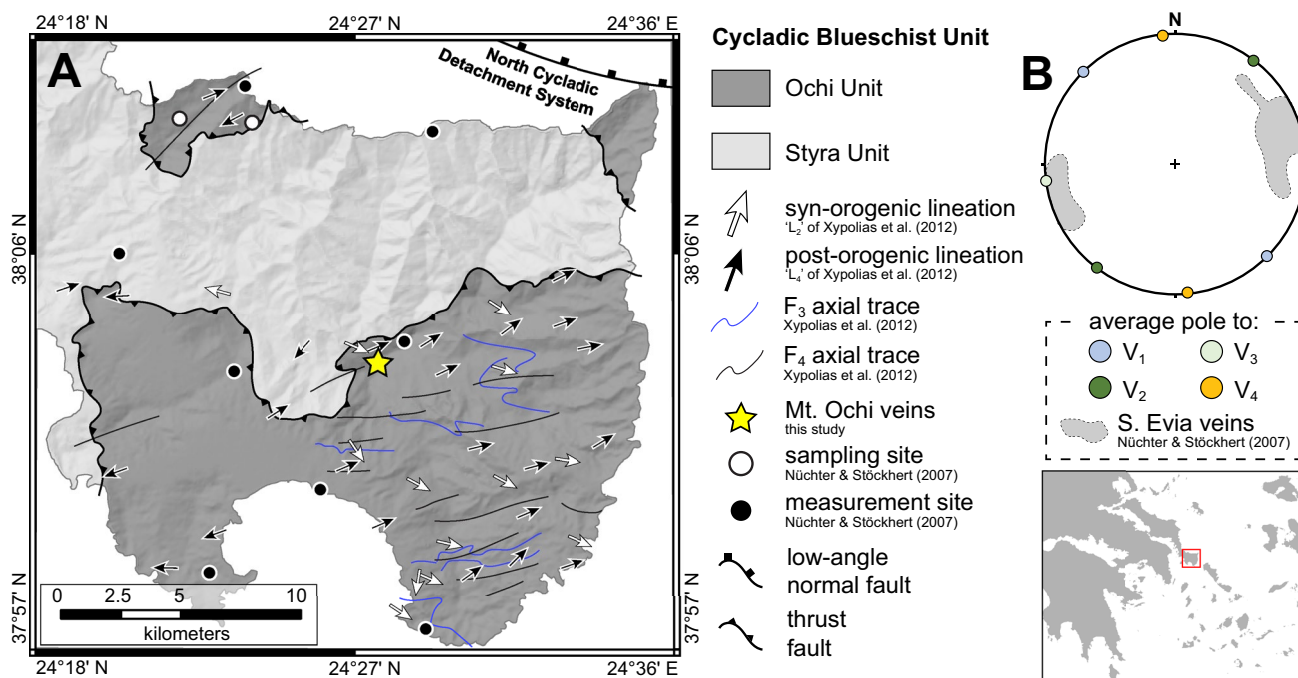 24°18' N
24°27' N
24°36' E
A
North Cycladic
Detachment System
38°06' N
38°06' N
37°57' N
37°57' N
0 2.5 5 10
kilometers
24°18' N
24°27' N
24°36' E
Cycladic Blueschist Unit
Ochi Unit
Styra Unit
syn-orogenic lineation
'L2' of Xypolias et al. (2012)
post-orogenic lineation
'L4' of Xypolias et al. (2012)
F3 axial trace
Xypolias et al. (2012)
F4 axial trace
Xypolias et al. (2012)
Mt. Ochi veins
this study
sampling site
Nüchter & Stöckhert (2007)
measurement site
Nüchter & Stöckhert (2007)
low-angle
normal fault
thrust
fault
B
N
average pole to:
V1 V3
V2 V4
S. Evia veins
Nüchter & Stöckhert (2007)